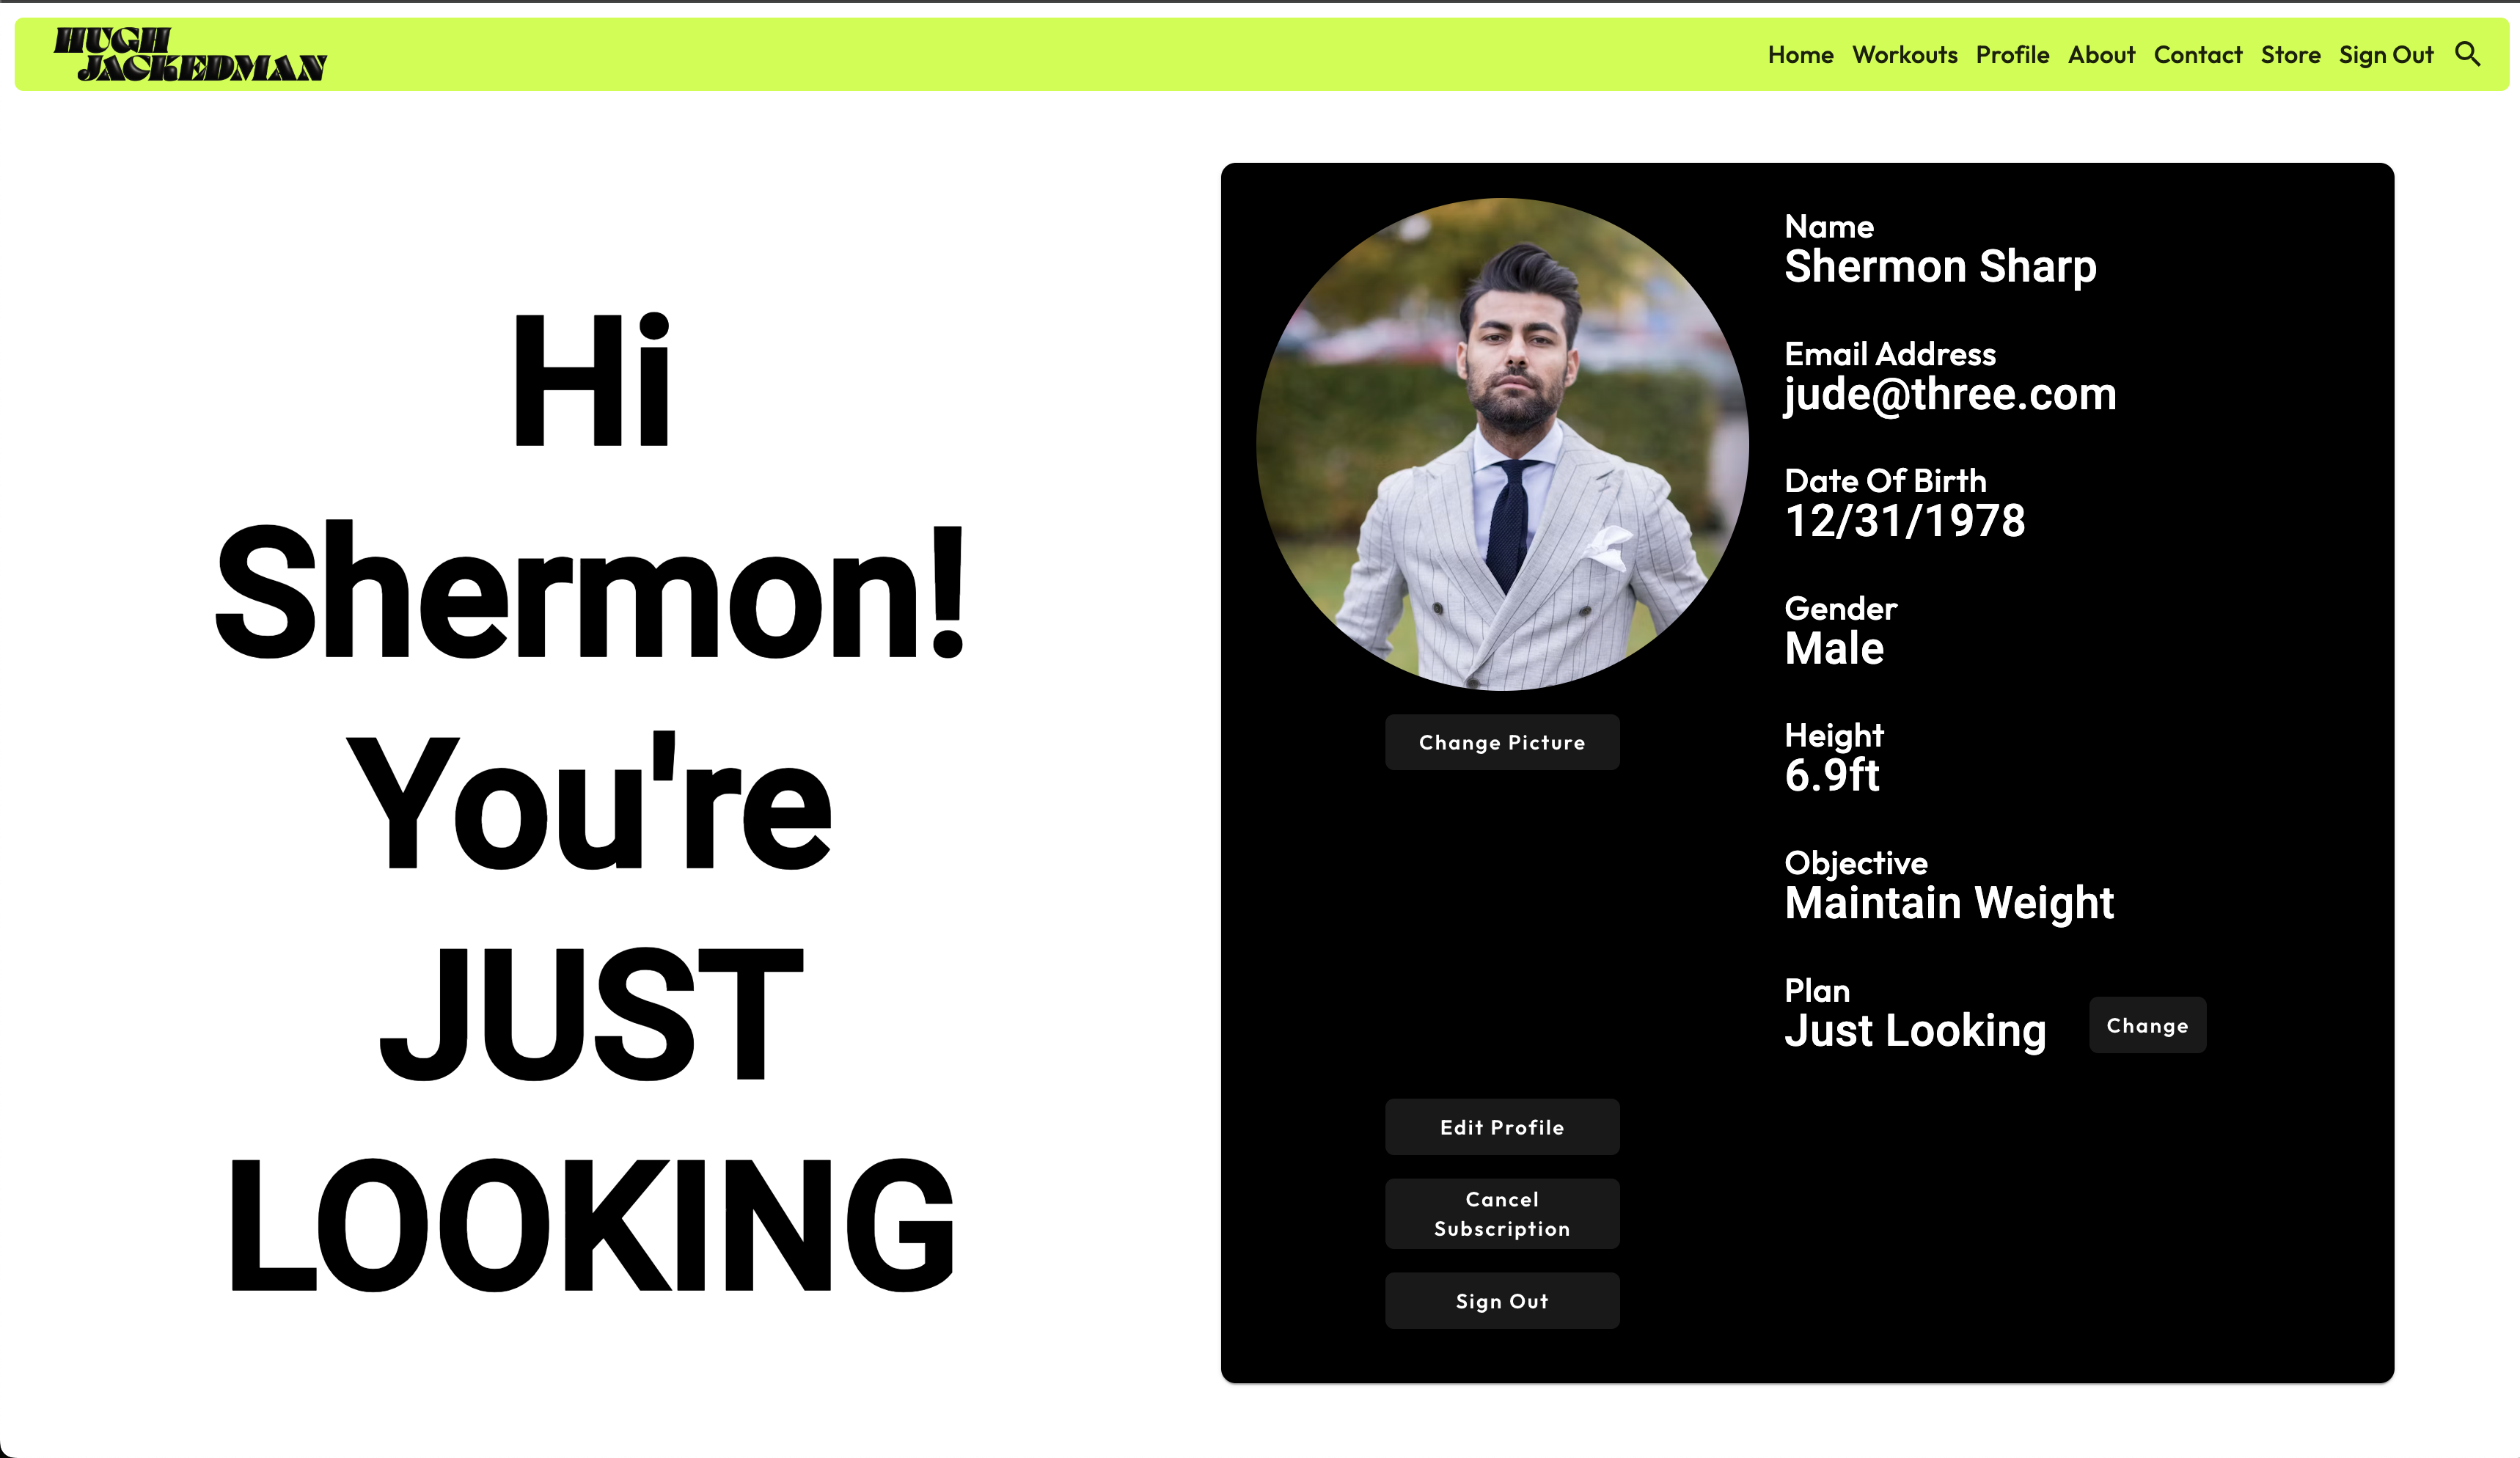 HUGH
JACKEDMAN
Home Workouts Profile About Contact Store Sign Out
Hi
Shermon!
You're
JUST
LOOKING
Change Picture
Edit Profile
Cancel
Subscription
Sign Out
Name
Shermon Sharp
Email Address
jude@three.com
Date Of Birth
12/31/1978
Gender
Male
Height
6.9ft
Objective
Maintain Weight
Plan
Just Looking
Change